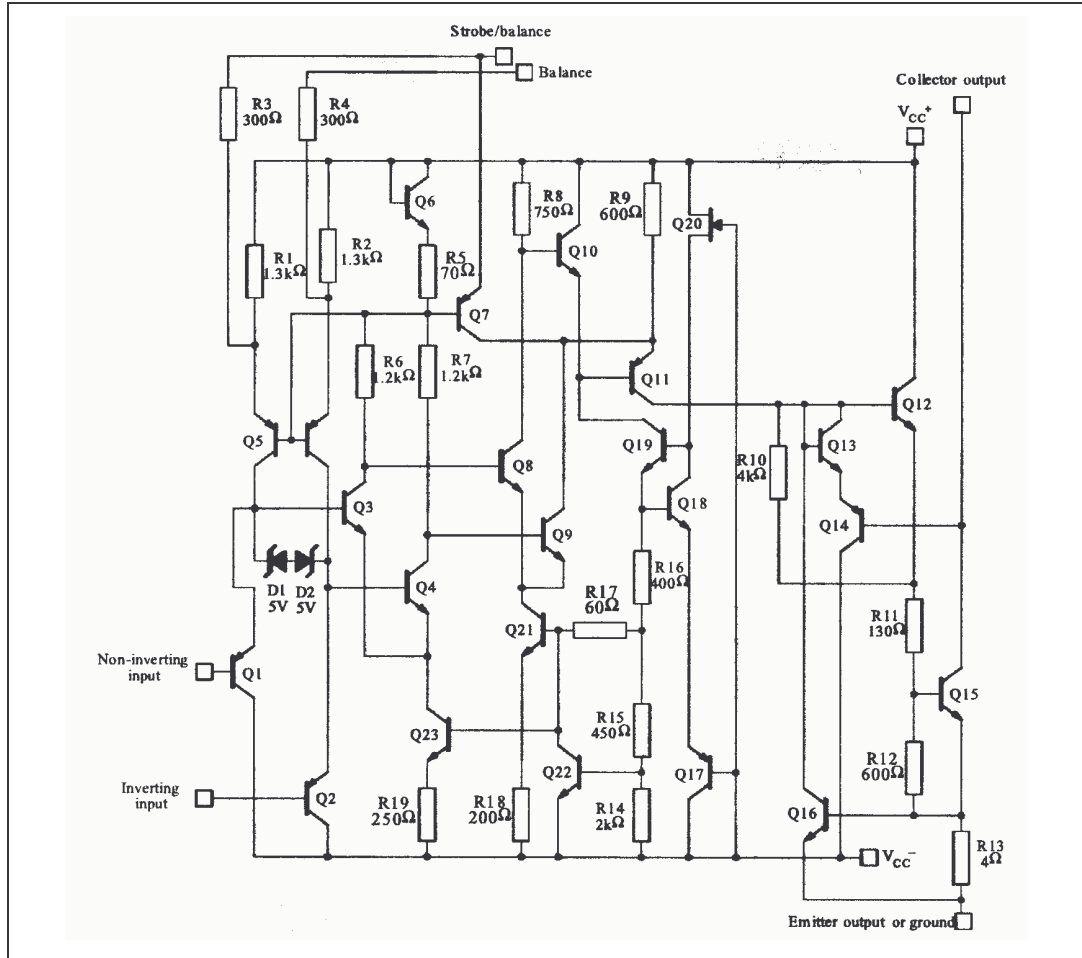 Strobe/balance
Balance
Collector output
R3
300Ω
R4
300Ω
VCC+
Q6
R8
750Ω
R9
600Ω
Q20
Q10
R1
1.3kΩ
R2
1.3kΩ
R5
70Ω
Q7
R6
1.2kΩ
R7
1.2kΩ
Q11
Q12
Q5
Q19
Q13
R10
4kΩ
Q8
Q3
Q18
Q14
Q9
D1
5V
D2
5V
Q4
R16
400Ω
R17
60Ω
R11
130Ω
Q21
Non-inverting
input
Q1
Q15
R15
450Ω
Q23
R12
600Ω
Q22
Q17
Inverting
input
Q2
R19
250Ω
R18
200Ω
R14
2kΩ
Q16
VCC-
R13
4Ω
Emitter output or ground